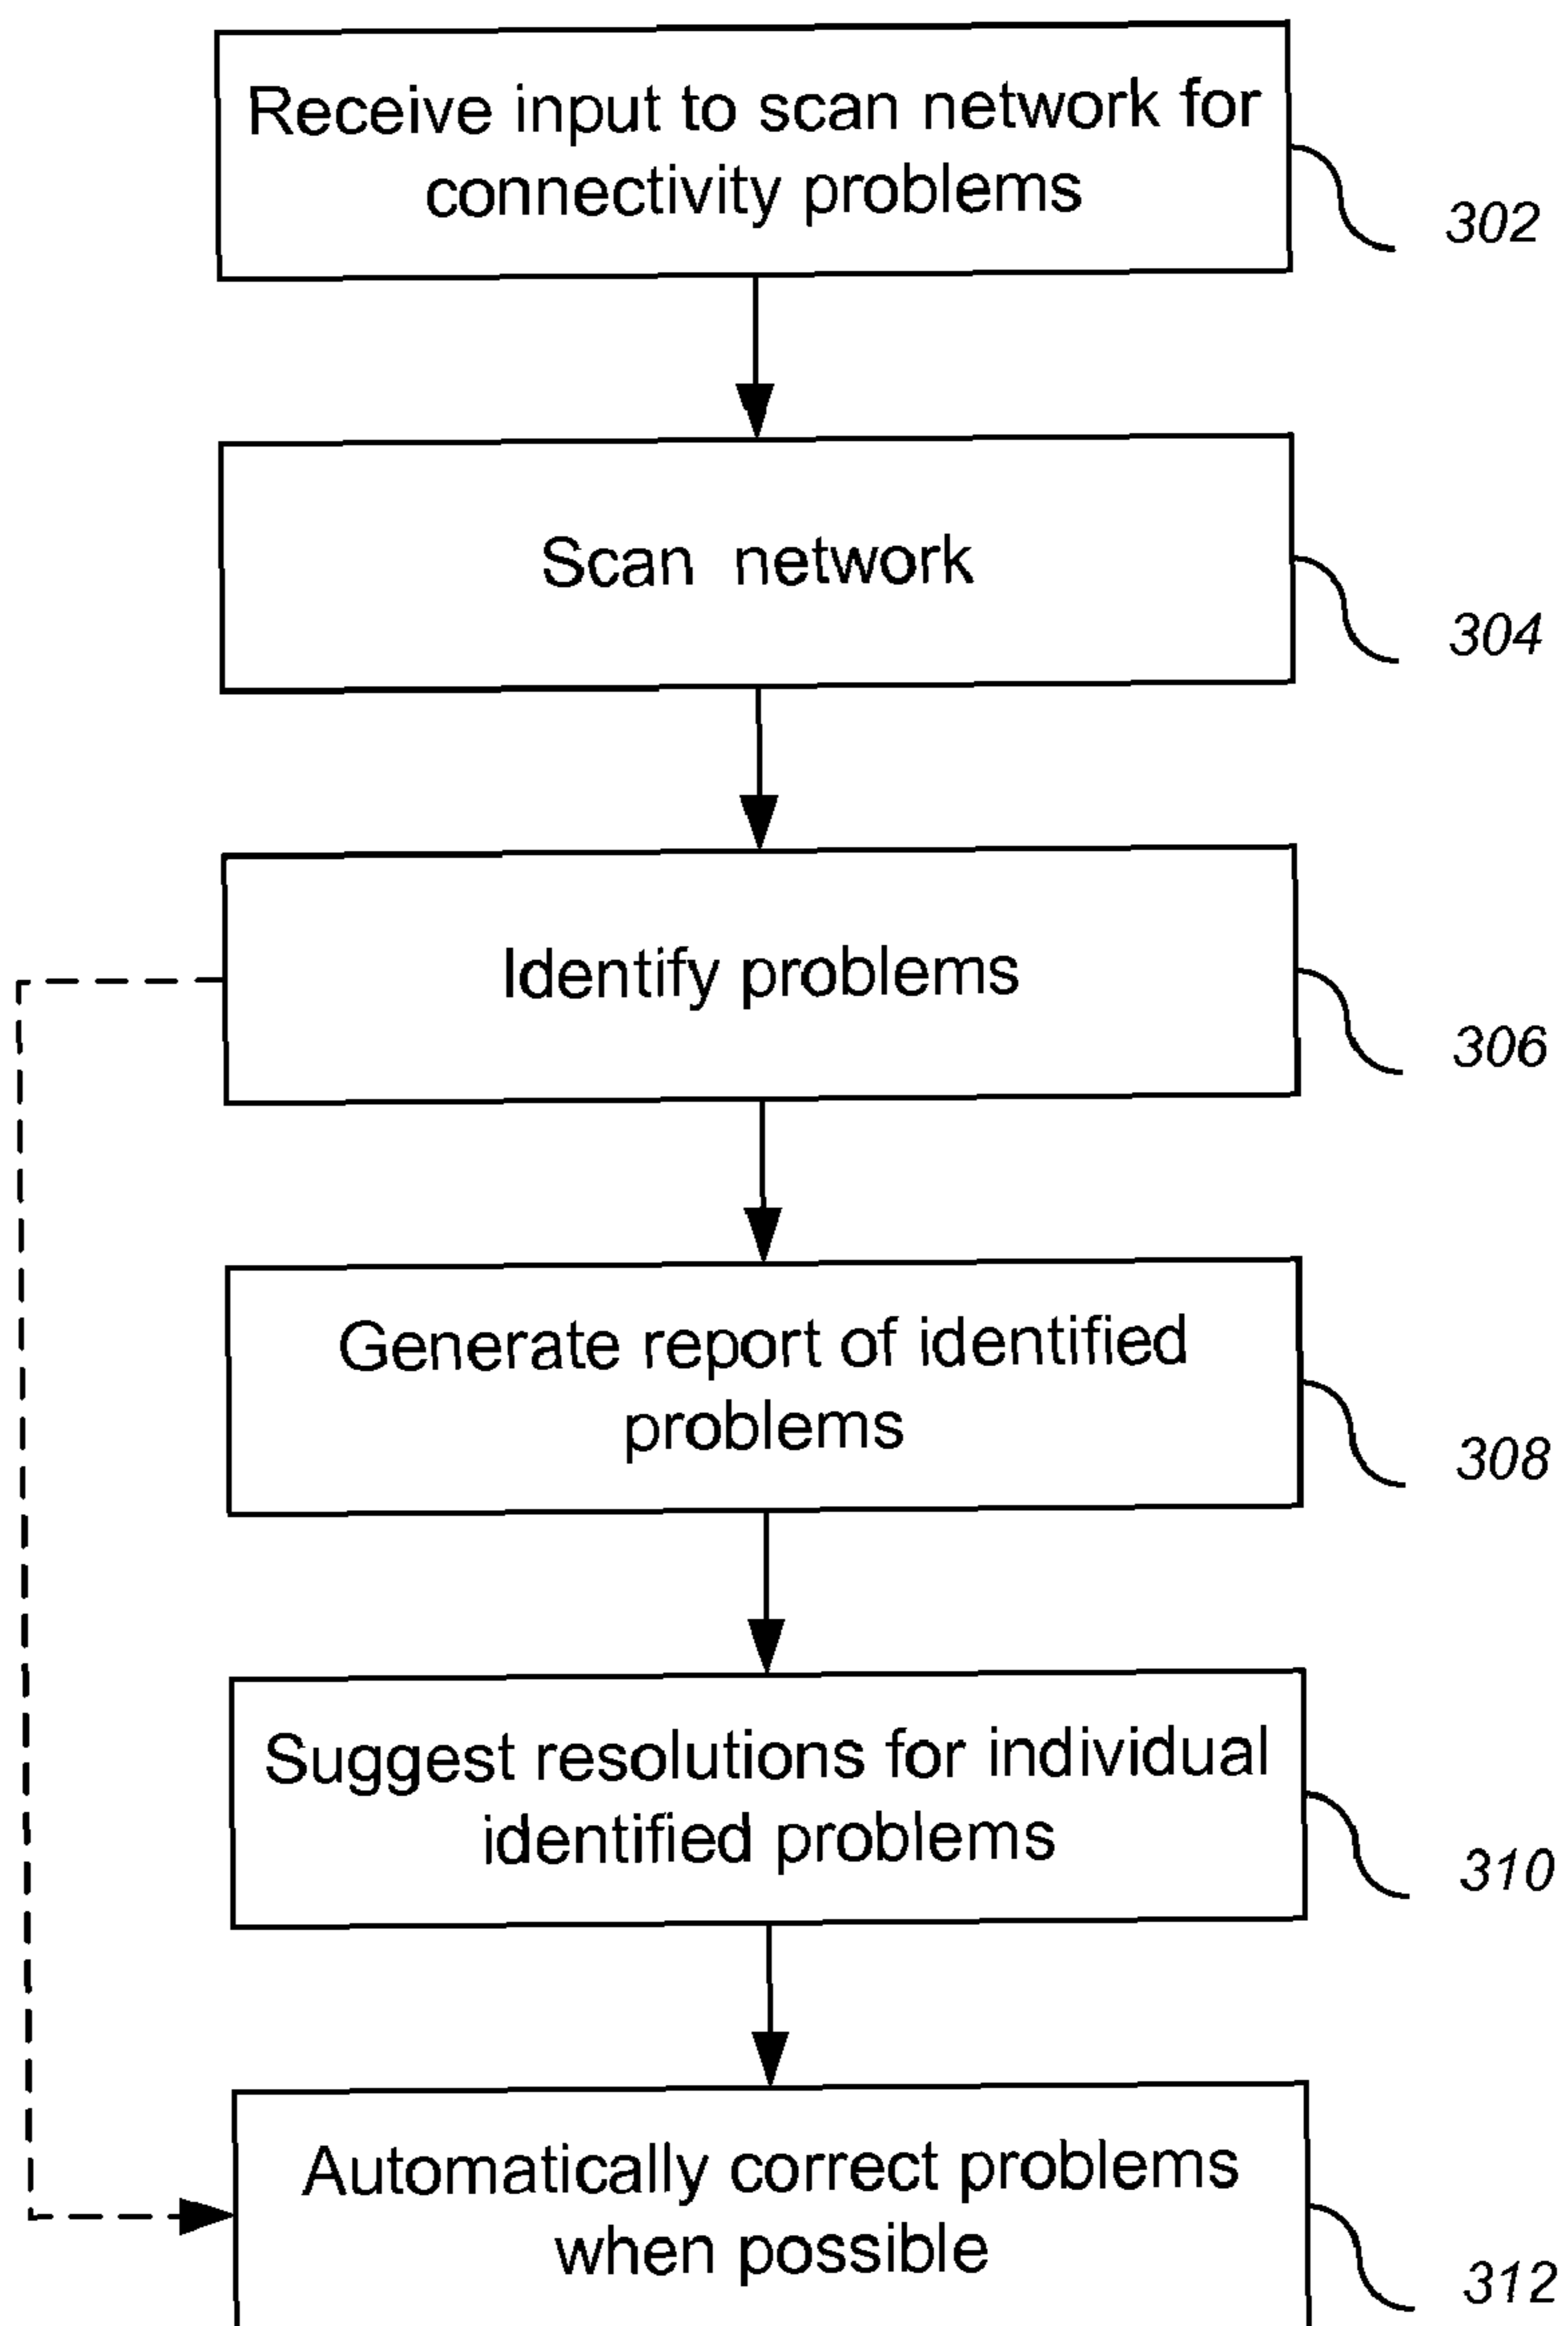 Receive input to scan network for
connectivity problems
302
Scan network
304
Identify problems
306
Generate report of identified
problems
308
Suggest resolutions for individual
identified problems
310
Automatically correct problems
when possible
312